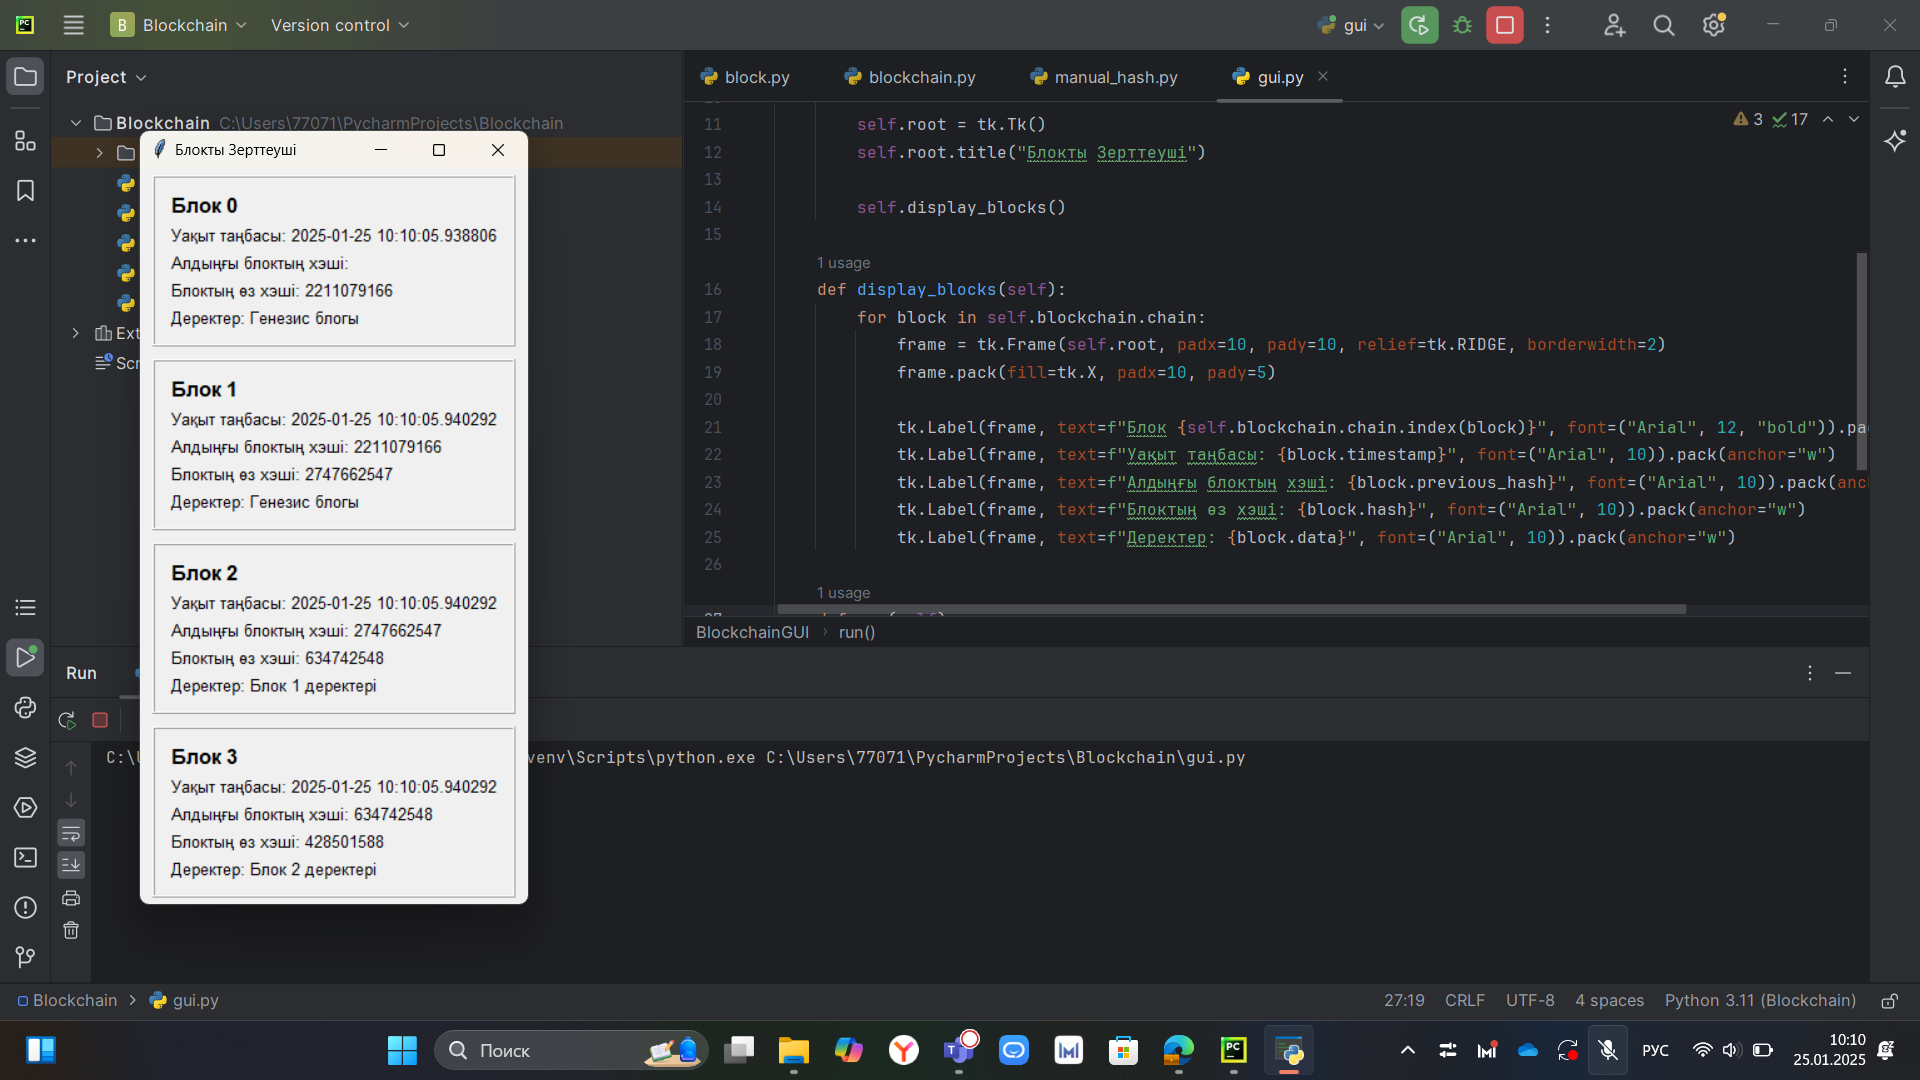 B Blockchain
Version control
gui
Project
block.py
blockchain.py
manual_hash.py
gui.py
Blockchain C:\Users\77071\PycharmProjects\Blockchain
Ext
Scr
Блокты Зерттеуші
Блок 0
Уақыт таңбасы: 2025-01-25 10:10:05.938806
Алдыңғы блоктың хэші:
Блоктың өз хэші: 2211079166
Деректер: Генезис блогы
Блок 1
Уақыт таңбасы: 2025-01-25 10:10:05.940292
Алдыңғы блоктың хэші: 2211079166
Блоктың өз хэші: 2747662547
Деректер: Генезис блогы
Блок 2
Уақыт таңбасы: 2025-01-25 10:10:05.940292
Алдыңғы блоктың хэші: 2747662547
Блоктың өз хэші: 634742548
Деректер: Блок 1 деректері
Блок 3
Уақыт таңбасы: 2025-01-25 10:10:05.940292
Алдыңғы блоктың хэші: 634742548
Блоктың өз хэші: 428501588
Деректер: Блок 2 деректері
3 17
11 self.root = tk.Tk()
12 self.root.title("Блокты Зерттеуші")
13
14 self.display_blocks()
15
1 usage
16 def display_blocks(self):
17 for block in self.blockchain.chain:
18 frame = tk.Frame(self.root, padx=10, pady=10, relief=tk.RIDGE, borderwidth=2)
19 frame.pack(fill=tk.X, padx=10, pady=5)
20
21 tk.Label(frame, text=f"Блок {self.blockchain.chain.index(block)}", font=("Arial", 12, "bold")).pa
22 tk.Label(frame, text=f"Уақыт таңбасы: {block.timestamp}", font=("Arial", 10)).pack(anchor="w")
23 tk.Label(frame, text=f"Алдыңғы блоктың хэші: {block.previous_hash}", font=("Arial", 10)).pack(anc
24 tk.Label(frame, text=f"Блоктың өз хэші: {block.hash}", font=("Arial", 10)).pack(anchor="w")
25 tk.Label(frame, text=f"Деректер: {block.data}", font=("Arial", 10)).pack(anchor="w")
26
1 usage
BlockchainGUI › run()
Run
C:\U venv\Scripts\python.exe C:\Users\77071\PycharmProjects\Blockchain\gui.py
Blockchain > gui.py
27:19 CRLF UTF-8 4 spaces Python 3.11 (Blockchain)
Поиск
РУС
10:10
25.01.2025